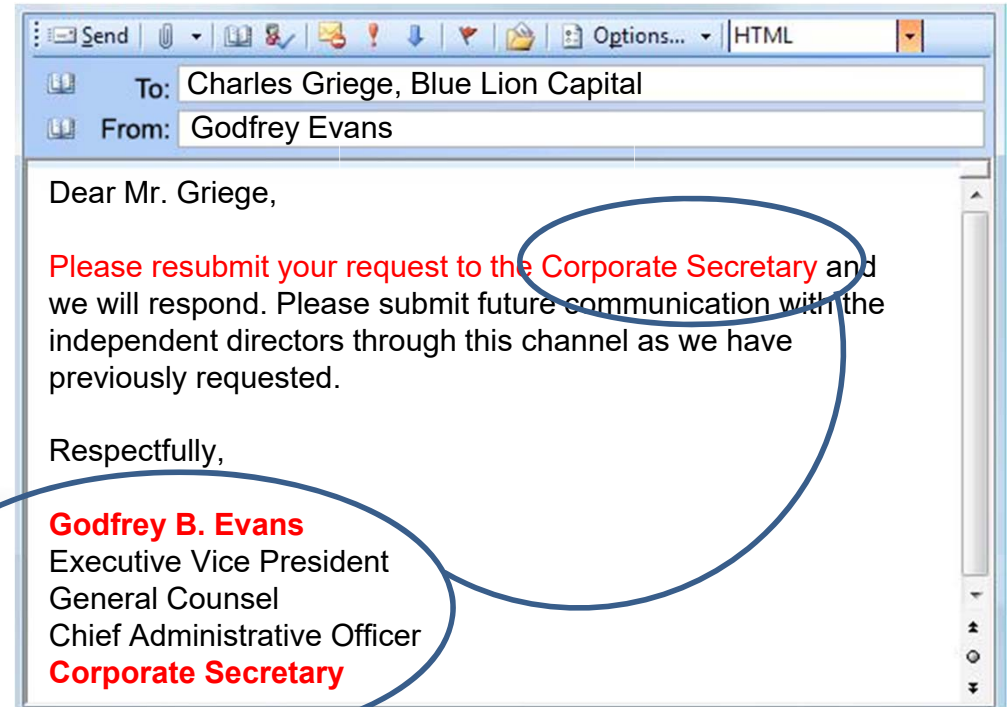 Send Options... HTML
To: Charles Griege, Blue Lion Capital
From: Godfrey Evans
Dear Mr. Griege,
Please resubmit your request to the Corporate Secretary and
we will respond. Please submit future communication with the
independent directors through this channel as we have
previously requested.
Respectfully,
Godfrey B. Evans
Executive Vice President
General Counsel
Chief Administrative Officer
Corporate Secretary